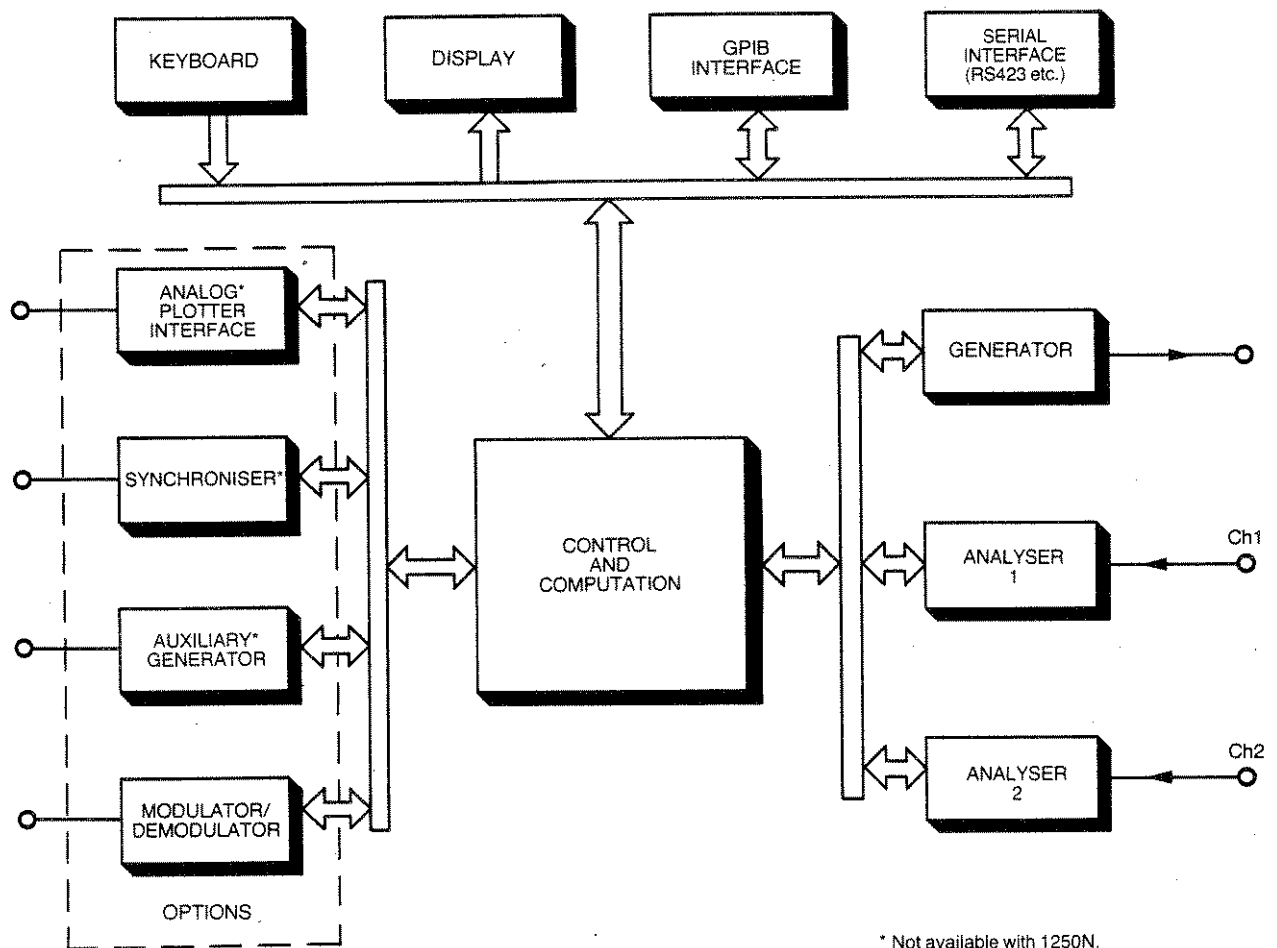 KEYBOARD
DISPLAY
GPIB
INTERFACE
SERIAL
INTERFACE
(RS423 etc.)
ANALOG*
PLOTTER
INTERFACE
SYNCHRONISER*
AUXILIARY*
GENERATOR
MODULATOR/
DEMODULATOR
OPTIONS
CONTROL
AND
COMPUTATION
GENERATOR
Ch1
ANALYSER
1
Ch2
ANALYSER
2
* Not available with 1250N.